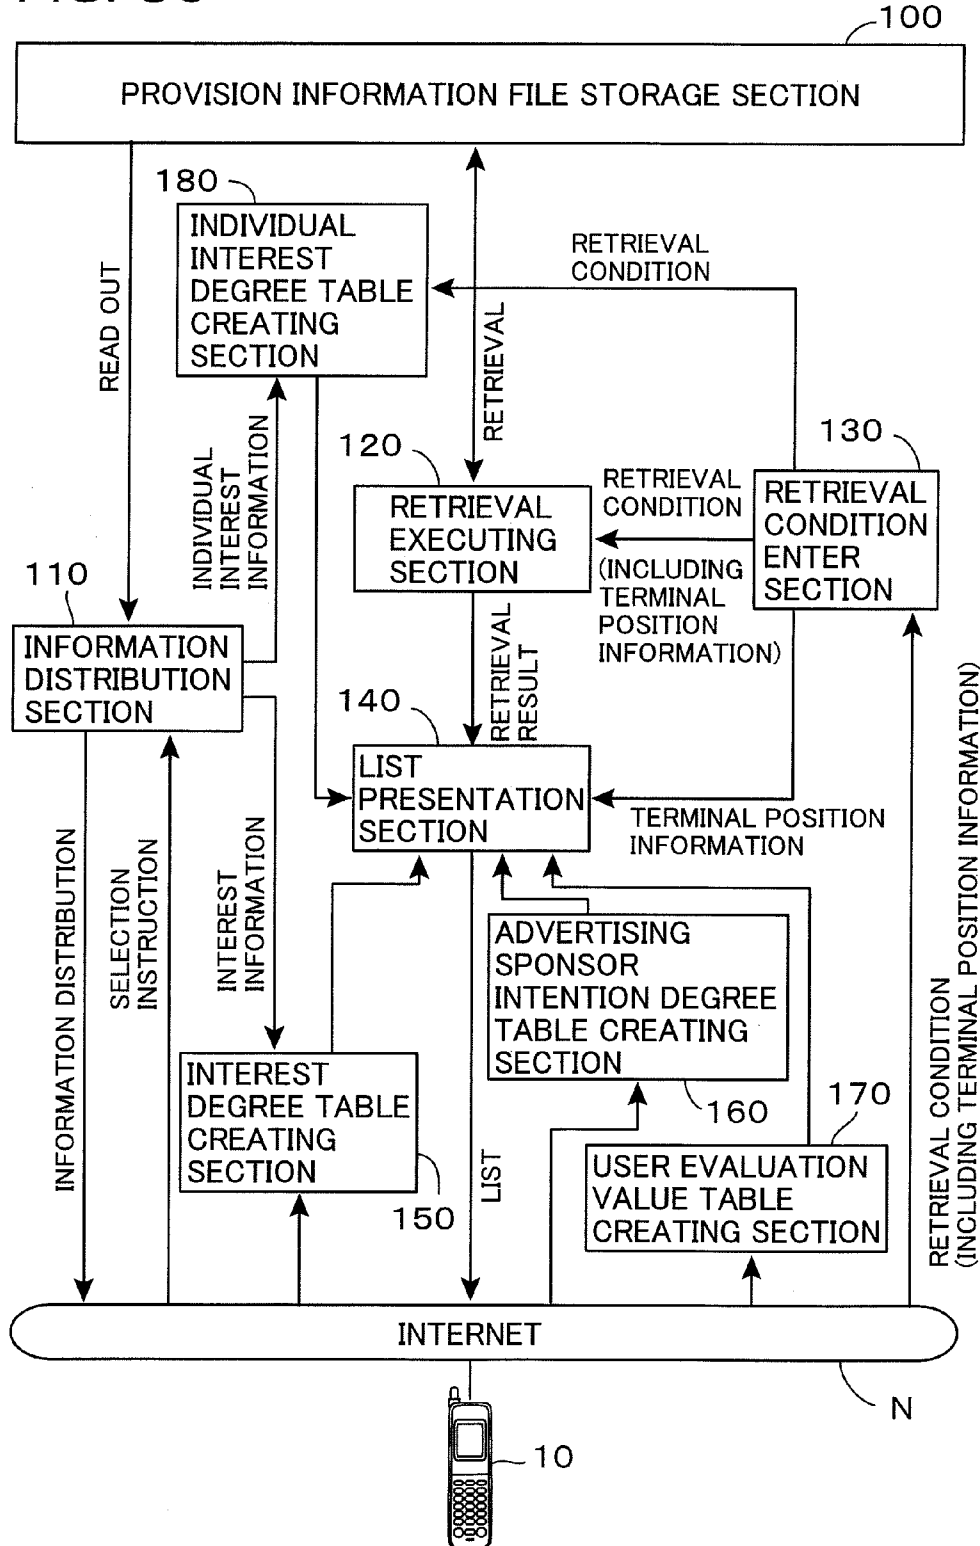 100
PROVISION INFORMATION FILE STORAGE SECTION
180
INDIVIDUAL
INTEREST
DEGREE TABLE
CREATING
SECTION
RETRIEVAL
CONDITION
READ OUT
RETRIEVAL
INDIVIDUAL
INTEREST
INFORMATION
120
RETRIEVAL
EXECUTING
SECTION
RETRIEVAL
CONDITION
(INCLUDING
TERMINAL
POSITION
INFORMATION)
130
RETRIEVAL
CONDITION
ENTER
SECTION
110
INFORMATION
DISTRIBUTION
SECTION
RETRIEVAL
RESULT
140
LIST
PRESENTATION
SECTION
TERMINAL POSITION
INFORMATION
INFORMATION DISTRIBUTION
SELECTION
INSTRUCTION
INTEREST
INFORMATION
ADVERTISING
SPONSOR
INTENTION DEGREE
TABLE CREATING
SECTION
160
INTEREST
DEGREE TABLE
CREATING
SECTION
150
LIST
170
USER EVALUATION
VALUE TABLE
CREATING SECTION
RETRIEVAL CONDITION
(INCLUDING TERMINAL POSITION INFORMATION)
INTERNET
N
10